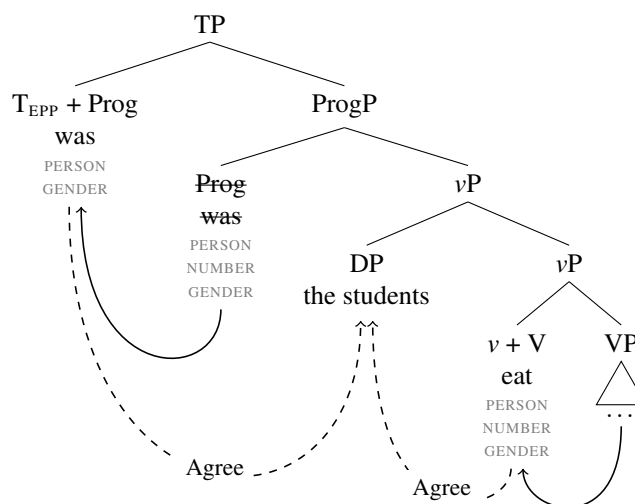 TP
T_EPP + Prog
was
PERSON
GENDER
ProgP
Prog
was
PERSON
NUMBER
GENDER
vP
DP
the students
vP
v + V
eat
PERSON
NUMBER
GENDER
VP
...
Agree
Agree